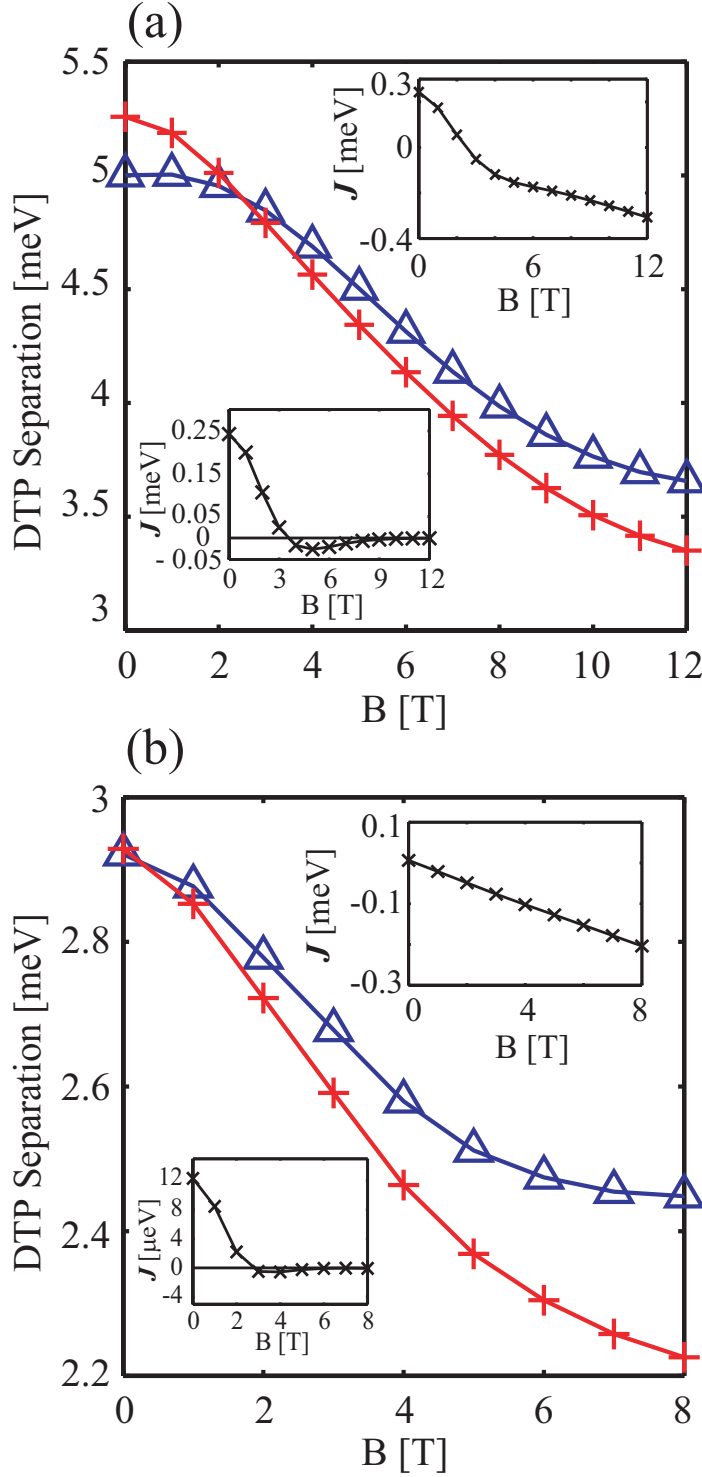 (a)
5.5
5
4.5
4
3.5
3
DTP Separation [meV]
0 2 4 6 8 10 12
B [T]
0.3
0
-0.4
J [meV]
0 6 12
B [T]
0.25
0.15
0.05
0
- 0.05
J [meV]
0 3 6 9 12
B [T]
(b)
3
2.8
2.6
2.4
2.2
DTP Separation [meV]
0 2 4 6 8
B [T]
0.1
-0.1
-0.3
J [meV]
0 4 8
B [T]
12
8
4
0
-4
J [μeV]
0 2 4 6 8
B [T]